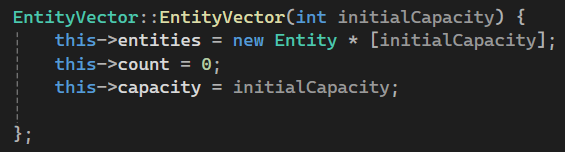 EntityVector::EntityVector(int initialCapacity) {
    this->entities = new Entity * [initialCapacity];
    this->count = 0;
    this->capacity = initialCapacity;
};